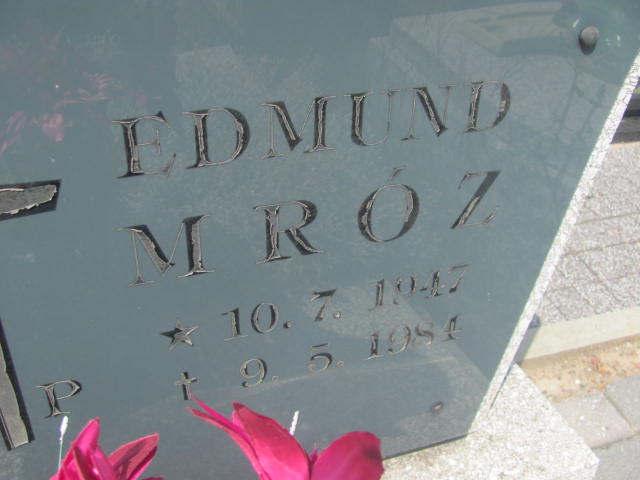 EDMUND
MRÓZ
★ 10. 7. 1947
P † 9. 5. 1984